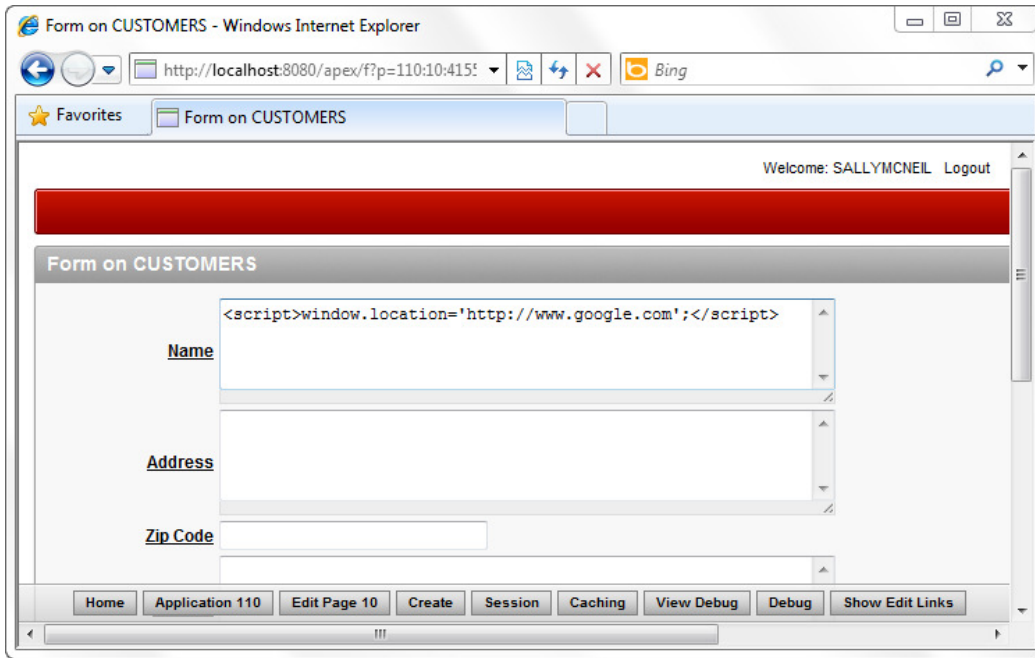 Form on CUSTOMERS - Windows Internet Explorer
http://localhost:8080/apex/f?p=110:10:415
Bing
Favorites
Form on CUSTOMERS
Welcome: SALLYMCNEIL Logout
Form on CUSTOMERS
<script>window.location='http://www.google.com';</script>
Name
Address
Zip Code
Home Application 110 Edit Page 10 Create Session Caching View Debug Debug Show Edit Links